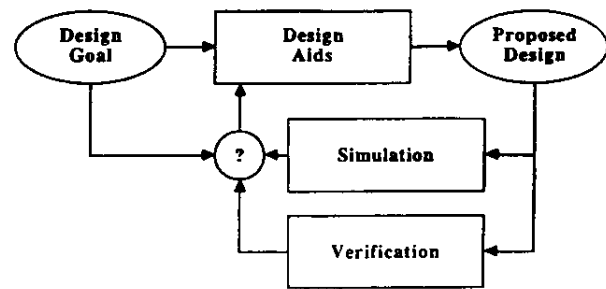 Design
Goal
Design
Aids
Proposed
Design
?
Simulation
Verification